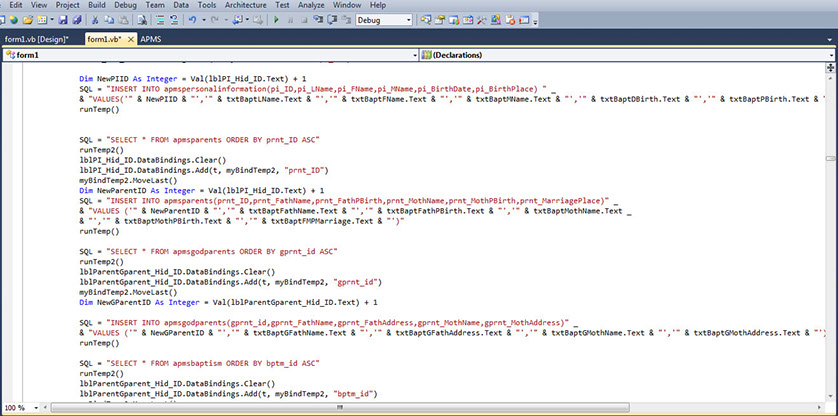 Edit View Project Build Debug Team Data Tools Architecture Test Analyze Window Help
Debug
form1.vb [Design]* form1.vb* APMS
form1 (Declarations)
Dim NewPIID As Integer = Val(lblPI_Hid_ID.Text) + 1
SQL = "INSERT INTO apmspersonalinformation(pi_ID,pi_LName,pi_FName,pi_MName,pi_BirthDate,pi_BirthPlace) " _
& "VALUES('" & NewPIID & "','" & txtBaptLName.Text & "','" & txtBaptFName.Text & "','" & txtBaptMName.Text & "','" & txtBaptDBirth.Text & "','" & txtBaptPBirth.Text & "
runTemp()
SQL = "SELECT * FROM apmsparents ORDER BY prnt_ID ASC"
runTemp2()
lblPI_Hid_ID.DataBindings.Clear()
lblPI_Hid_ID.DataBindings.Add(t, myBindTemp2, "prnt_ID")
myBindTemp2.MoveLast()
Dim NewParentID As Integer = Val(lblPI_Hid_ID.Text) + 1
SQL = "INSERT INTO apmsparents(prnt_ID,prnt_FathName,prnt_FathPBirth,prnt_MothName,prnt_MothPBirth,prnt_MarriagePlace)" _
& "VALUES ('" & NewParentID & "','" & txtBaptFathName.Text & "','" & txtBaptFathPBirth.Text & "','" & txtBaptMothName.Text _
& "','" & txtBaptMothPBirth.Text & "','" & txtBaptFMPMarriage.Text & "')"
runTemp()
SQL = "SELECT * FROM apmsgodparents ORDER BY gprnt_id ASC"
runTemp2()
lblParentGparent_Hid_ID.DataBindings.Clear()
lblParentGparent_Hid_ID.DataBindings.Add(t, myBindTemp2, "gprnt_id")
myBindTemp2.MoveLast()
Dim NewGParentID = Val(lblParentGparent_Hid_ID.Text) + 1
SQL = "INSERT INTO apmsgodparents(gprnt_id,gprnt_FathName,gprnt_FathAddress,gprnt_MothName,gprnt_MothAddress)" _
& "VALUES ('" & NewGParentID & "','" & txtBaptGFathName.Text & "','" & txtBaptGFathAddress.Text & "','" & txtBaptGMothName.Text & "','" & txtBaptGMothAddress.Text & "')
runTemp()
SQL = "SELECT * FROM apmsbaptism ORDER BY bptm_id ASC"
runTemp2()
lblParentGparent_Hid_ID.DataBindings.Clear()
lblParentGparent_Hid_ID.DataBindings.Add(t, myBindTemp2, "bptm_id")
100 %